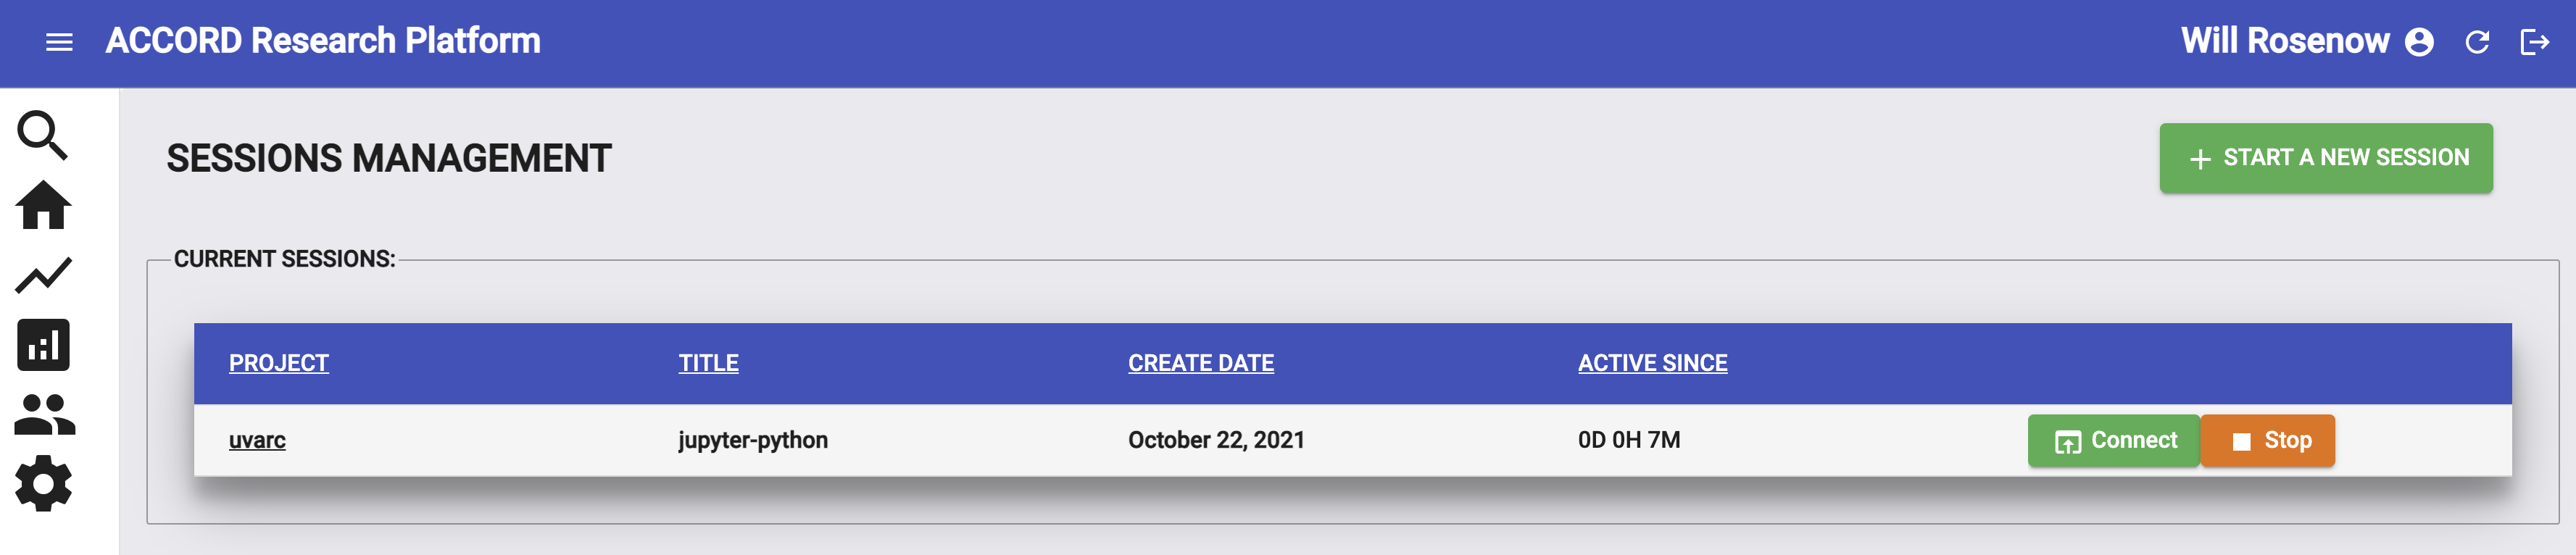 ACCORD Research Platform Will Rosenow
SESSIONS MANAGEMENT + START A NEW SESSION
CURRENT SESSIONS:
PROJECT TITLE CREATE DATE ACTIVE SINCE
uvarc jupyter-python October 22, 2021 0D 0H 7M Connect Stop